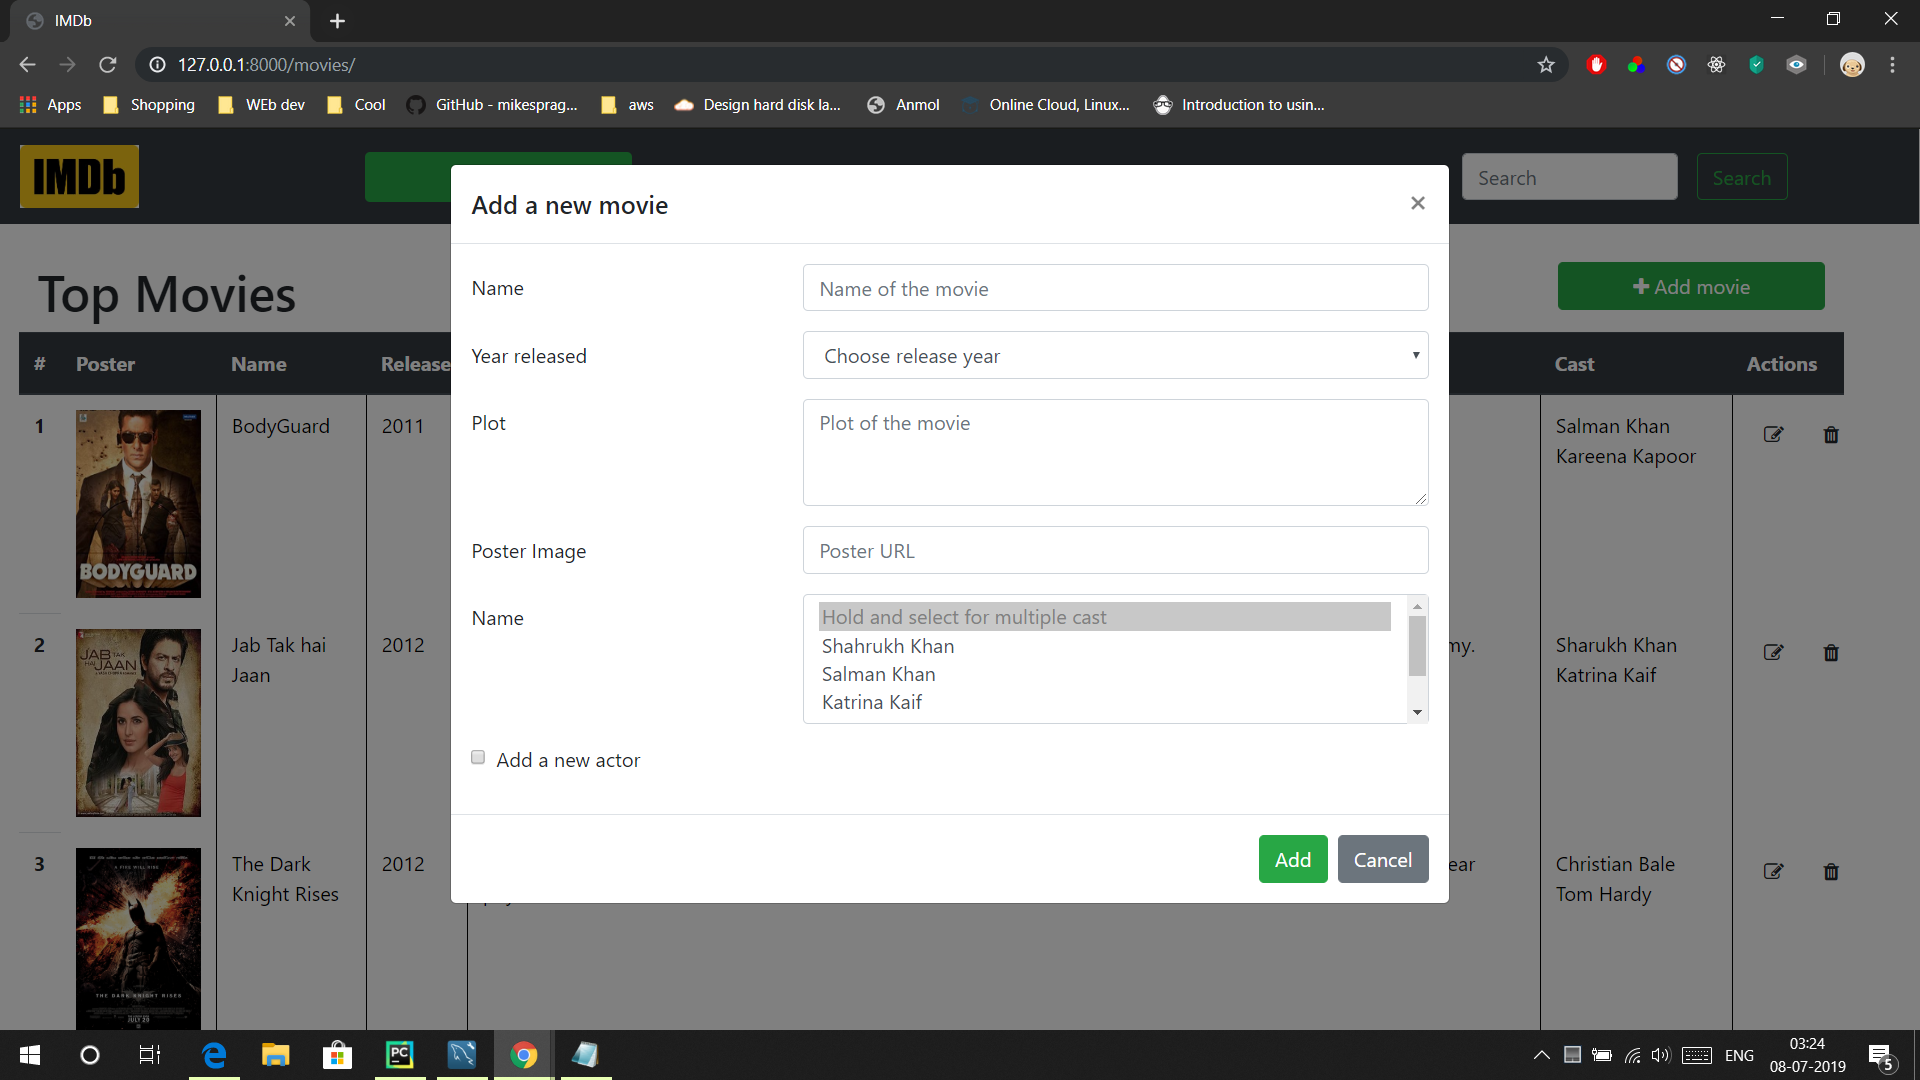 IMDb
127.0.0.1:8000/movies/
Apps
Shopping
WEb dev
Cool
GitHub - mikesprag...
aws
Design hard disk la...
Anmol
Online Cloud, Linux...
Introduction to usin...
IMDb
Search
Search
Add a new movie
×
Top Movies
Add movie
# Poster Name Release Cast Actions
Name
Name of the movie
Year released
Choose release year
Plot
Plot of the movie
Poster Image
Poster URL
Name
Hold and select for multiple cast
Shahrukh Khan
Salman Khan
Katrina Kaif
Add a new actor
Add
Cancel
1
BODYGUARD
BodyGuard
2011
Salman Khan
Kareena Kapoor
2
JAB TAK
HAI JAAN
Jab Tak hai
Jaan
2012
my.
Sharukh Khan
Katrina Kaif
3
THE DARK KNIGHT RISES
JULY 20
The Dark
Knight Rises
2012
ear
Christian Bale
Tom Hardy
PC
ENG
03:24
08-07-2019
5